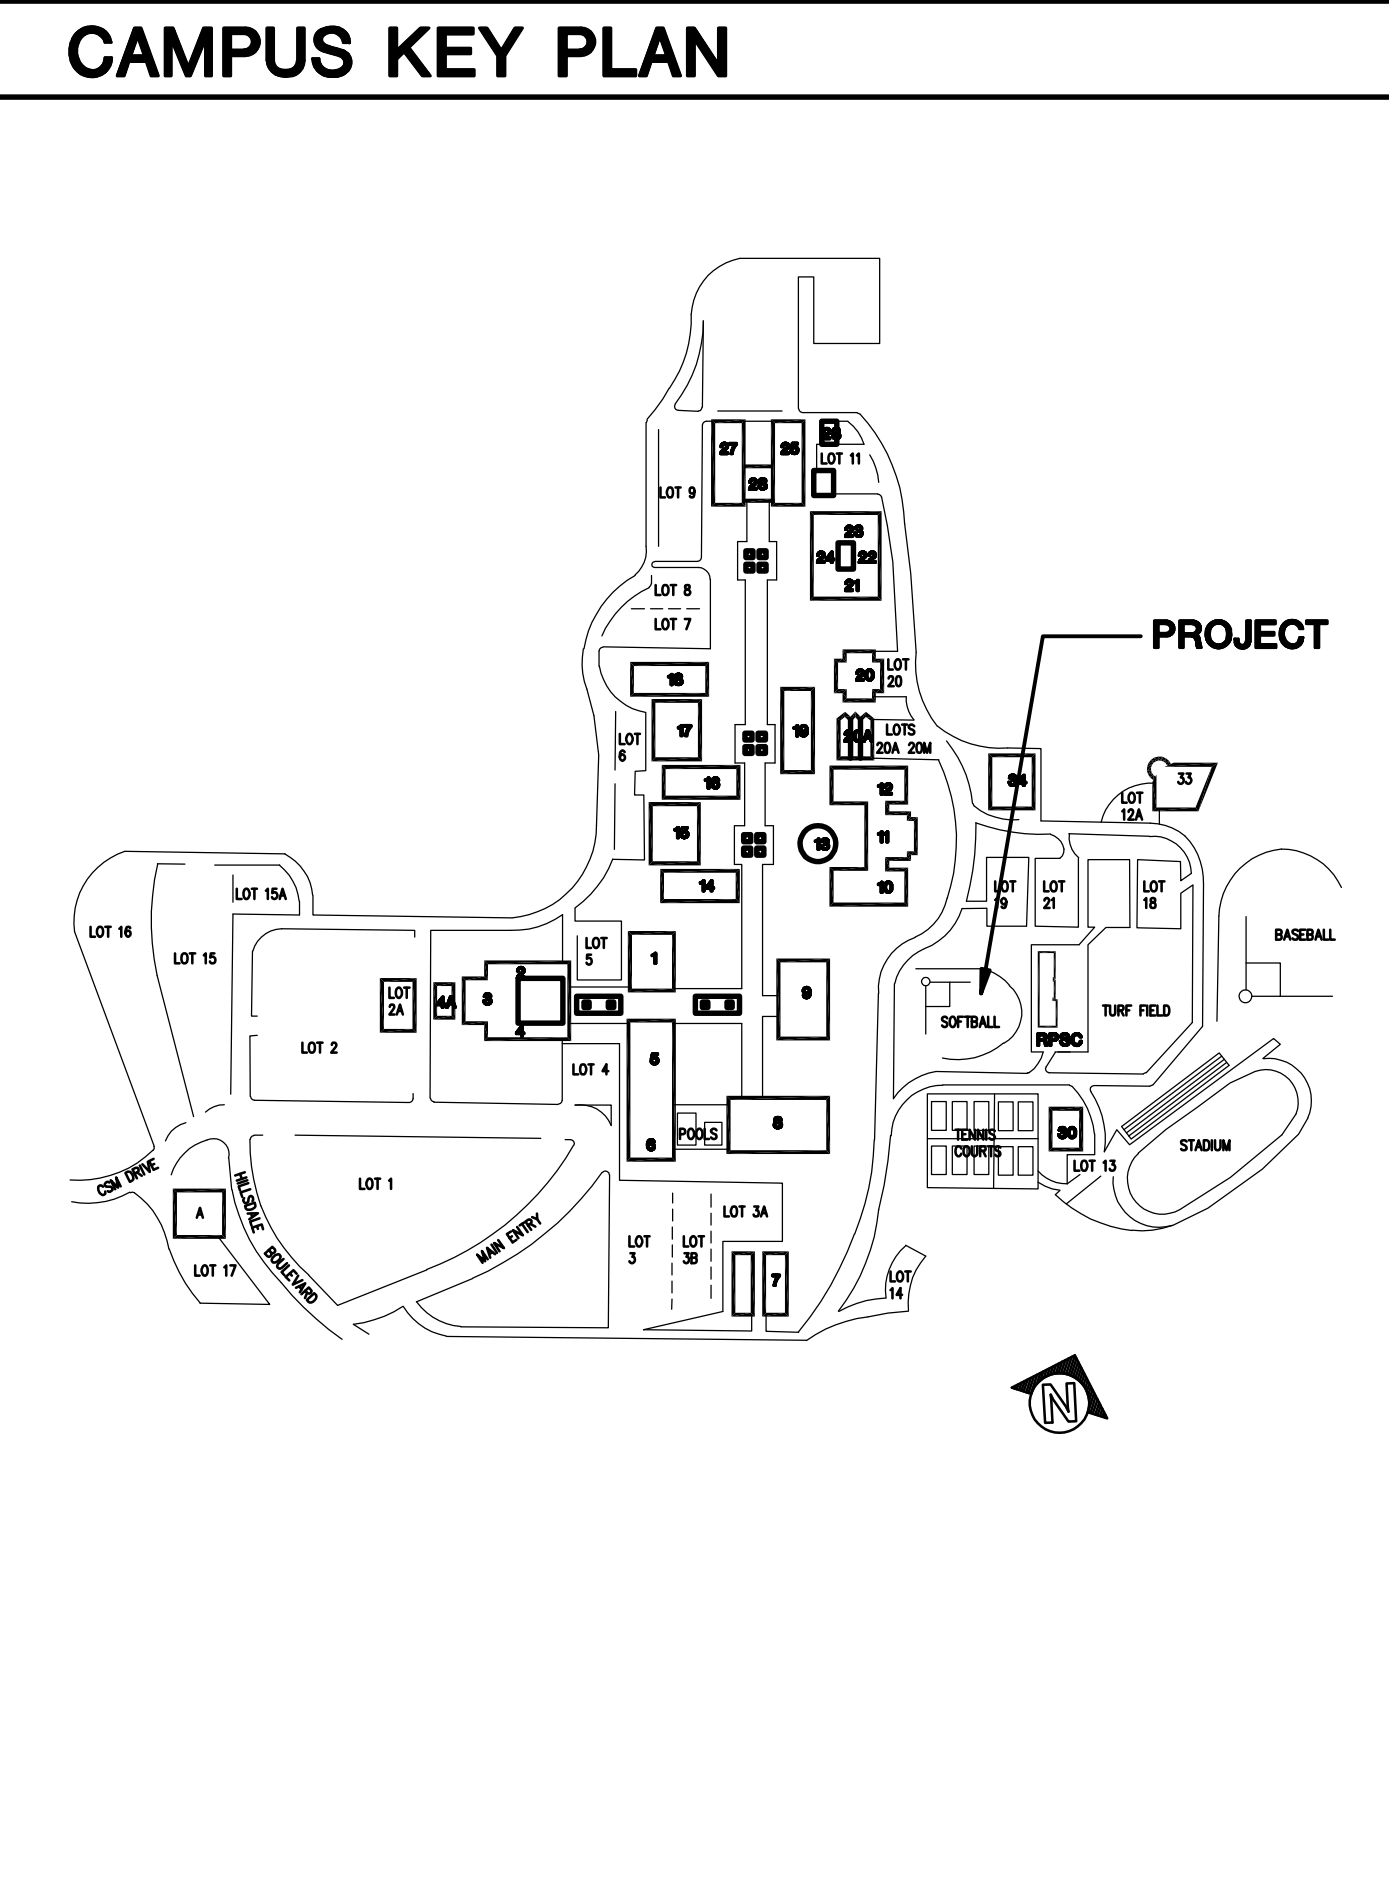 CAMPUS KEY PLAN
26
27
25
LOT 11
28
LOT 9
23
24
22
21
LOT 8
LOT 7
PROJECT
LOT
20
20
18
17
19
LOT
6
20A
LOTS
20A 20M
16
12
34
33
LOT
12A
15
13
11
14
10
LOT
19
LOT
21
LOT
18
LOT 15A
LOT 16
LOT 15
LOT
5
1
BASEBALL
2
3
4
4A
LOT
2A
9
SOFTBALL
TURF FIELD
RPSC
LOT 2
LOT 4
5
6
POOLS
8
TENNIS
COURTS
30
STADIUM
LOT 13
CSM DRIVE
HILLSDALE
BOULEVARD
LOT 1
A
LOT 17
MAIN ENTRY
LOT 3A
LOT
3
LOT
3B
7
LOT
14
N